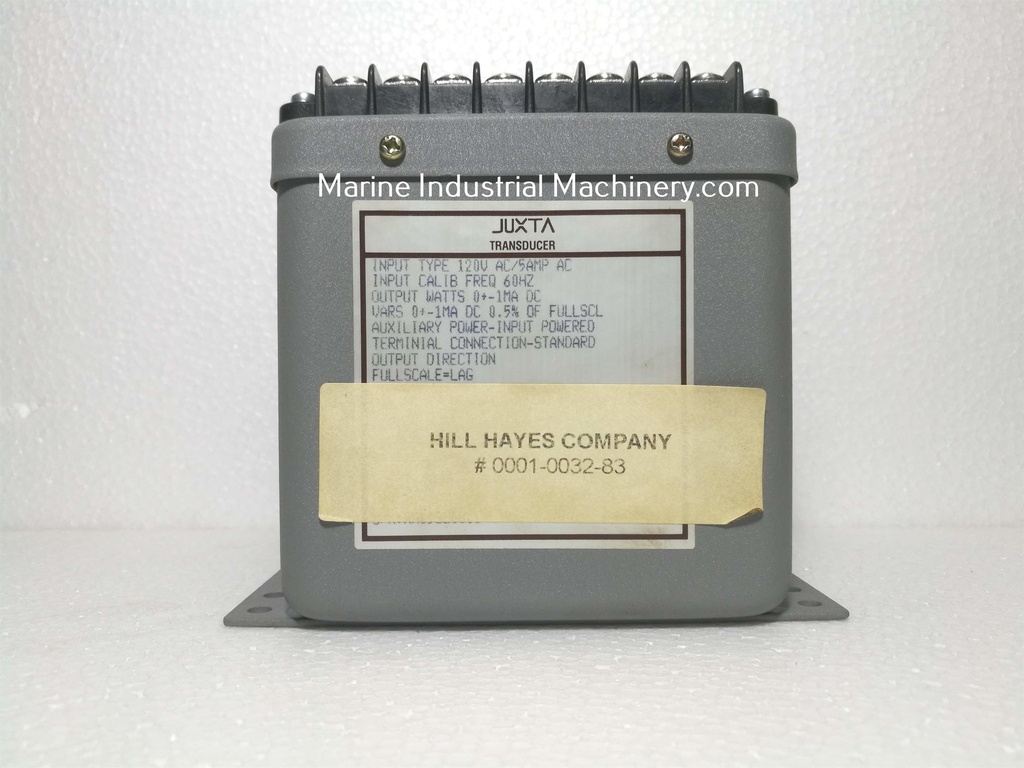 Marine Industrial Machinery.com
JUXTA
TRANSDUCER
INPUT TYPE 120V AC/5AMP AC
INPUT CALIB FREQ 60HZ
OUTPUT WATTS 0+-1MA DC
VARS 0+-1MA DC 0.5% OF FULLSCL
AUXILIARY POWER-INPUT POWERED
TERMINIAL CONNECTION-STANDARD
OUTPUT DIRECTION
FULLSCALE=LAG
HILL HAYES COMPANY
# 0001-0032-83